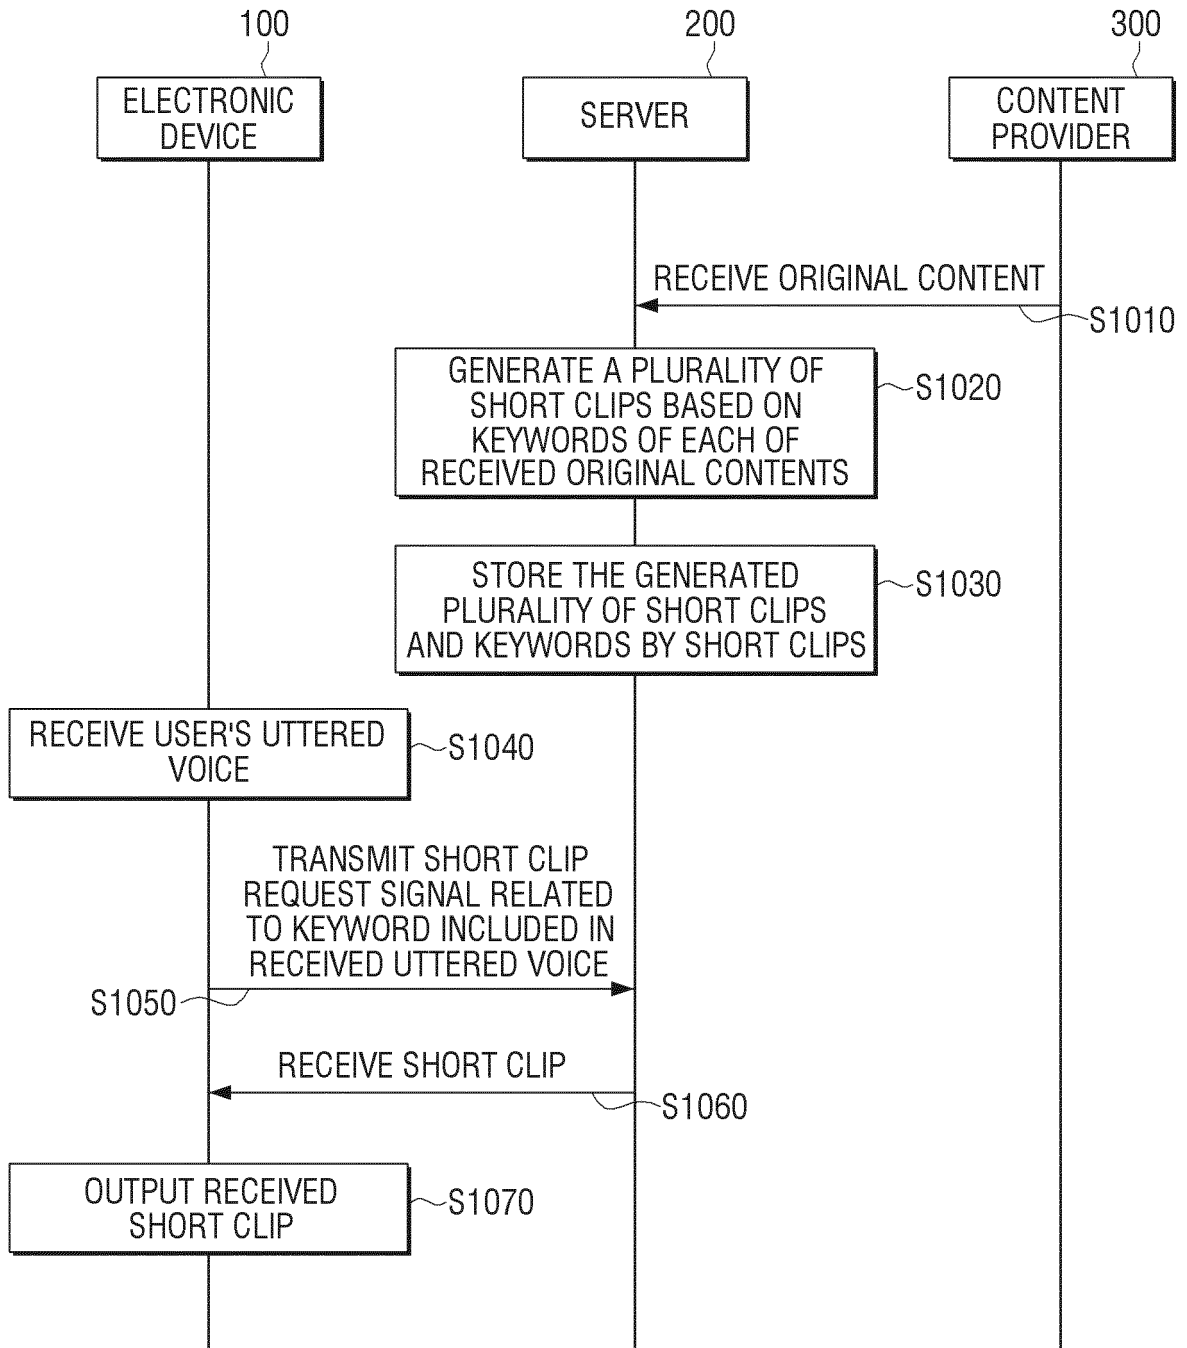 100
200
300
ELECTRONIC
DEVICE
SERVER
CONTENT
PROVIDER
RECEIVE ORIGINAL CONTENT
S1010
GENERATE A PLURALITY OF
SHORT CLIPS BASED ON
KEYWORDS OF EACH OF
RECEIVED ORIGINAL CONTENTS
S1020
STORE THE GENERATED
PLURALITY OF SHORT CLIPS
AND KEYWORDS BY SHORT CLIPS
S1030
RECEIVE USER'S UTTERED
VOICE
S1040
TRANSMIT SHORT CLIP
REQUEST SIGNAL RELATED
TO KEYWORD INCLUDED IN
RECEIVED UTTERED VOICE
S1050
RECEIVE SHORT CLIP
S1060
OUTPUT RECEIVED
SHORT CLIP
S1070